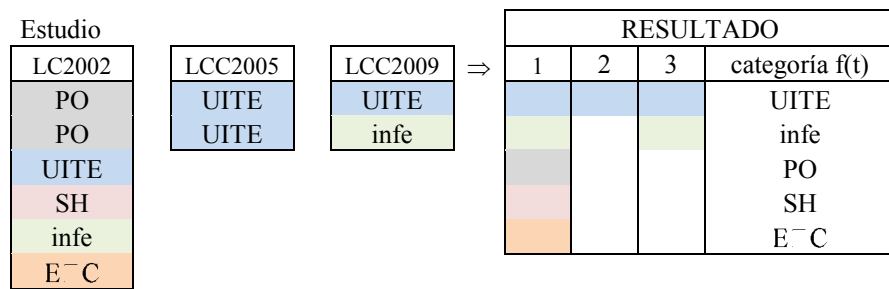 Estudio
RESULTADO
LC2002 LCC2005 LCC2009 ⇒ 1 2 3 categoría f(t)
PO UITE UITE UITE
PO UITE infe infe
UITE PO
SH SH
infe E¯C
E¯C